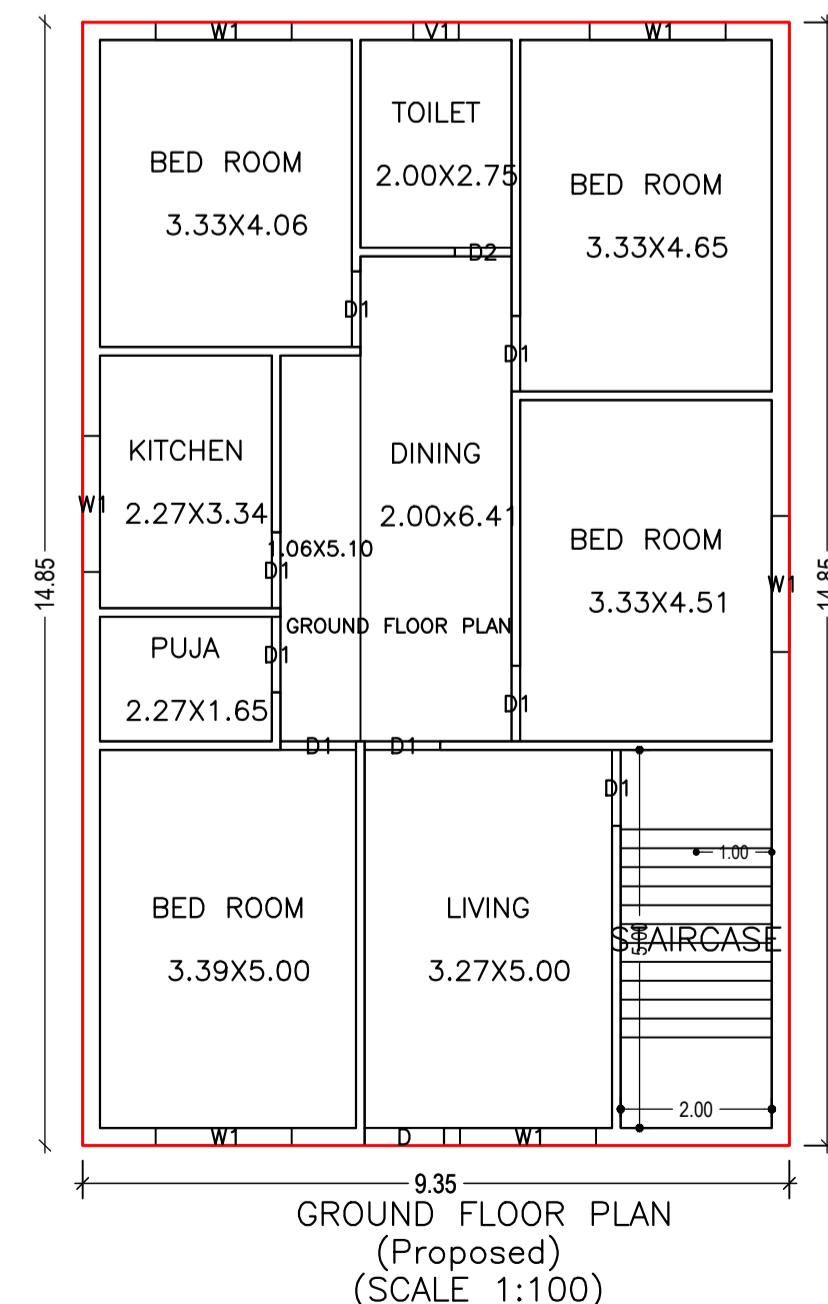 W1
V1
W1
TOILET
2.00X2.75
BED ROOM
3.33X4.06
BED ROOM
3.33X4.65
D2
D1
D1
KITCHEN
2.27X3.34
DINING
2.00x6.41
W1
1.06X5.10
D1
BED ROOM
3.33X4.51
W1
14.85
14.85
GROUND FLOOR PLAN
PUJA
2.27X1.65
D1
D1
D1
D1
D1
1.00
BED ROOM
3.39X5.00
LIVING
3.27X5.00
STAIRCASE
5.00
2.00
W1
D
W1
9.35
GROUND FLOOR PLAN
(Proposed)
(SCALE 1:100)